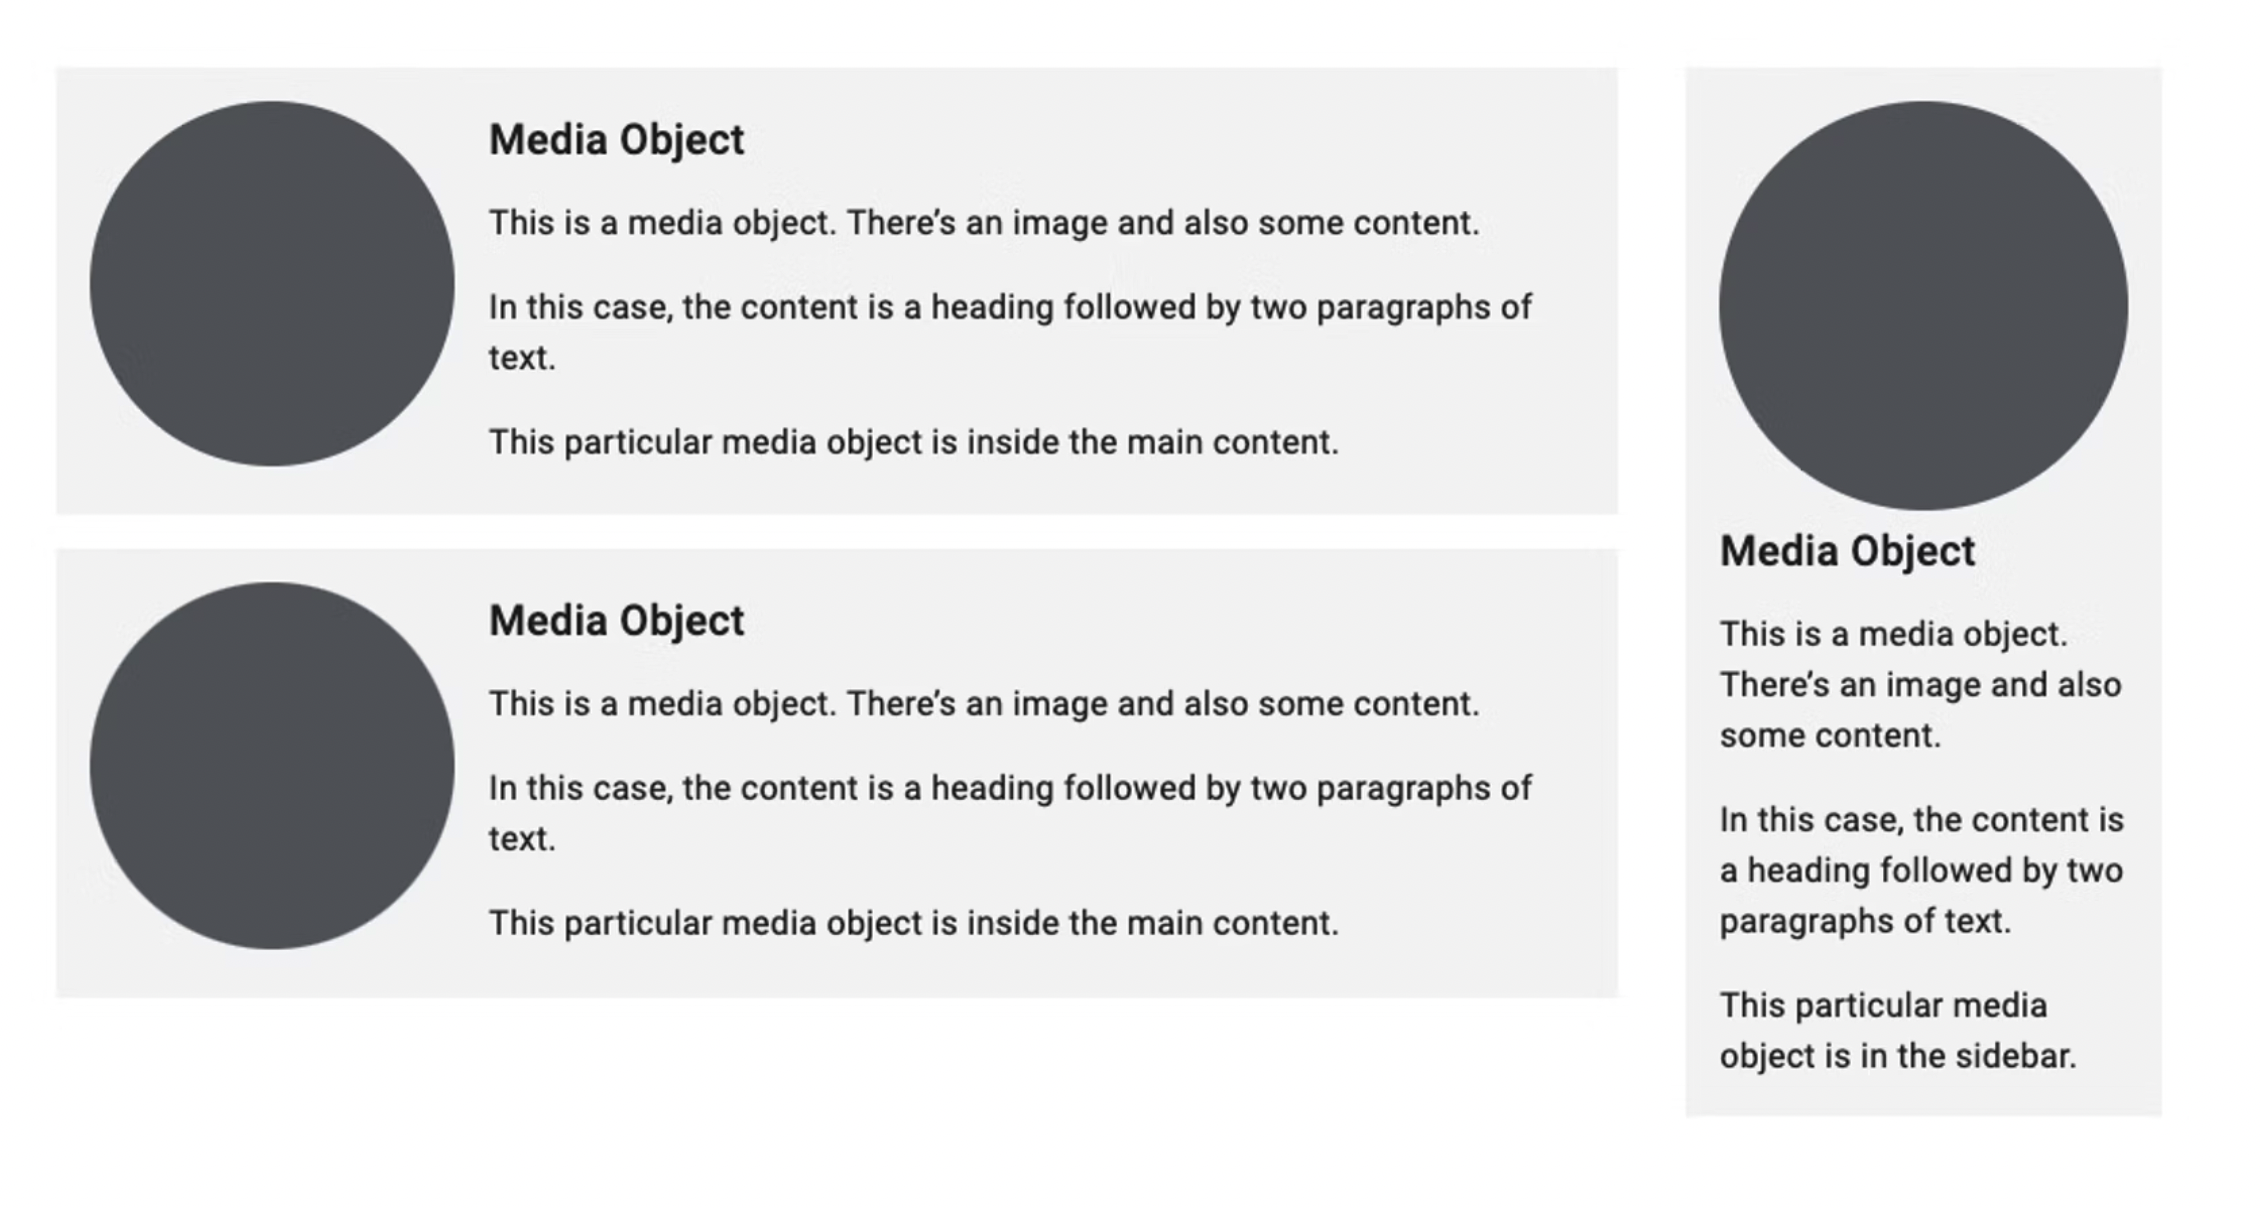 Media Object
This is a media object. There’s an image and also some content.
In this case, the content is a heading followed by two paragraphs of
text.
This particular media object is inside the main content.
Media Object
This is a media object. There’s an image and also some content.
In this case, the content is a heading followed by two paragraphs of
text.
This particular media object is inside the main content.
Media Object
This is a media object.
There’s an image and also
some content.
In this case, the content is
a heading followed by two
paragraphs of text.
This particular media
object is in the sidebar.